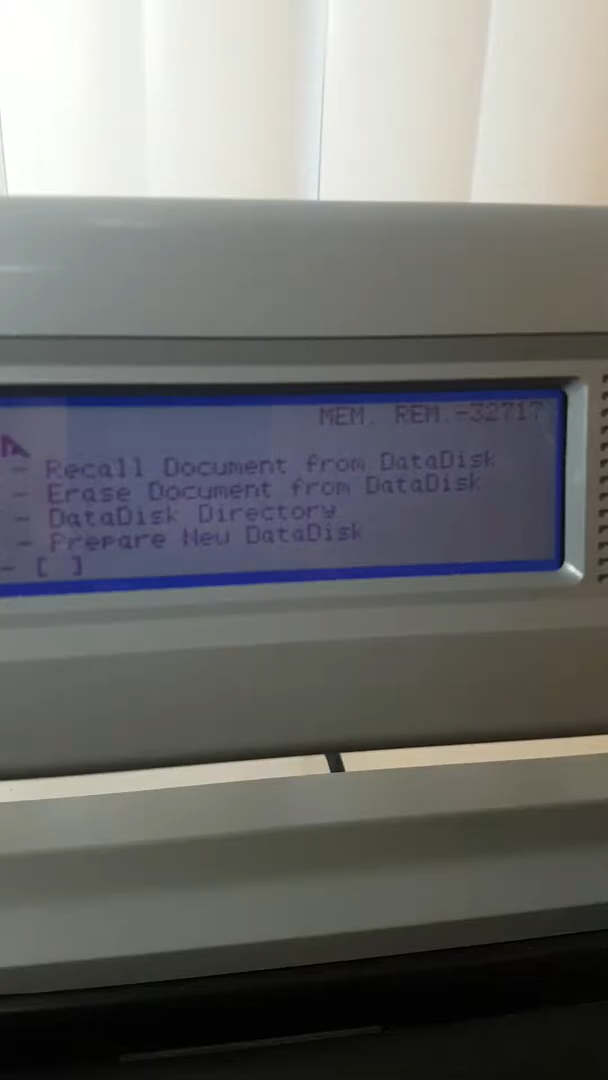 MEM. REM.-32717
- Recall Document from DataDisk
- Erase Document from DataDisk
- DataDisk Directory
- Prepare New DataDisk
- [ ]